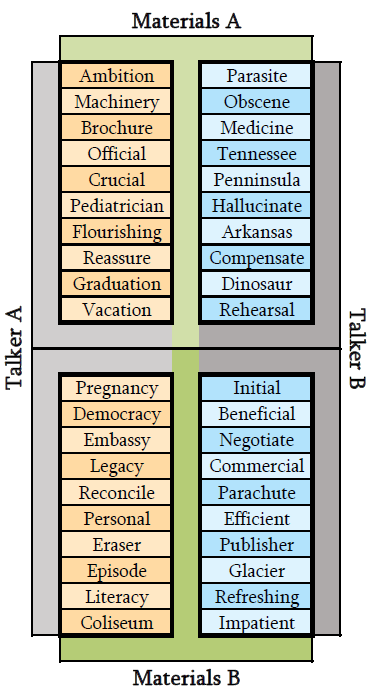 Materials A
Talker A
Ambition
Machinery
Brochure
Official
Crucial
Pediatrician
Flourishing
Reassure
Graduation
Vacation
Parasite
Obscene
Medicine
Tennessee
Penninsula
Hallucinate
Arkansas
Compensate
Dinosaur
Rehearsal
Talker B
Pregnancy
Democracy
Embassy
Legacy
Reconcile
Personal
Eraser
Episode
Literacy
Coliseum
Initial
Beneficial
Negotiate
Commercial
Parachute
Efficient
Publisher
Glacier
Refreshing
Impatient
Materials B